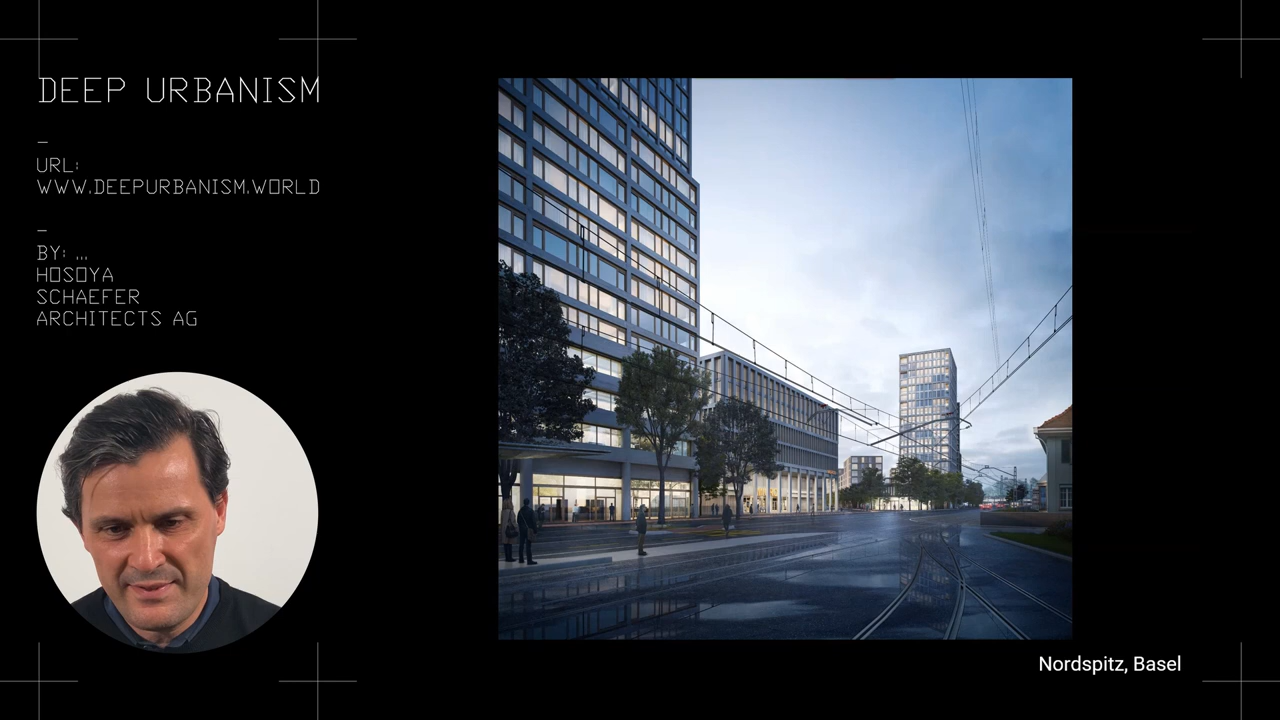 DEEP URBANISM
–
URL:
WWW.DEEPURBANISM.WORLD
–
BY: ...
HOSOYA
SCHAEFER
ARCHITECTS AG
Nordspitz, Basel